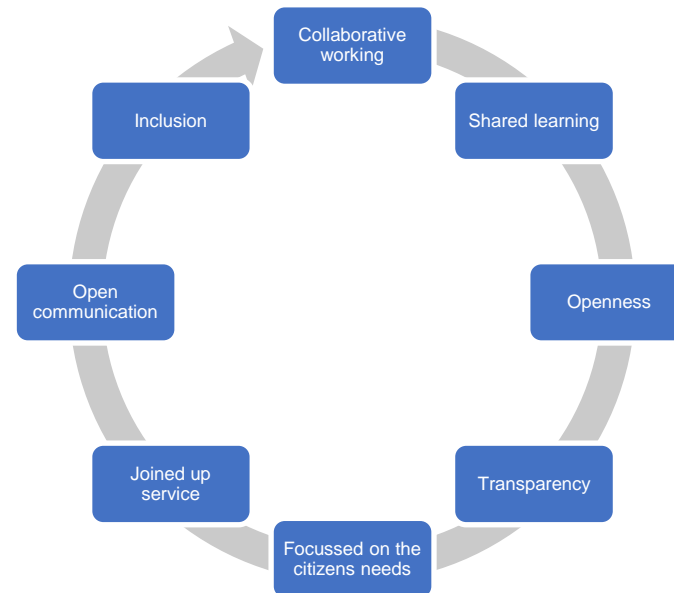 Collaborative
working
Shared learning
Openness
Transparency
Focussed on the
citizens needs
Joined up
service
Open
communication
Inclusion